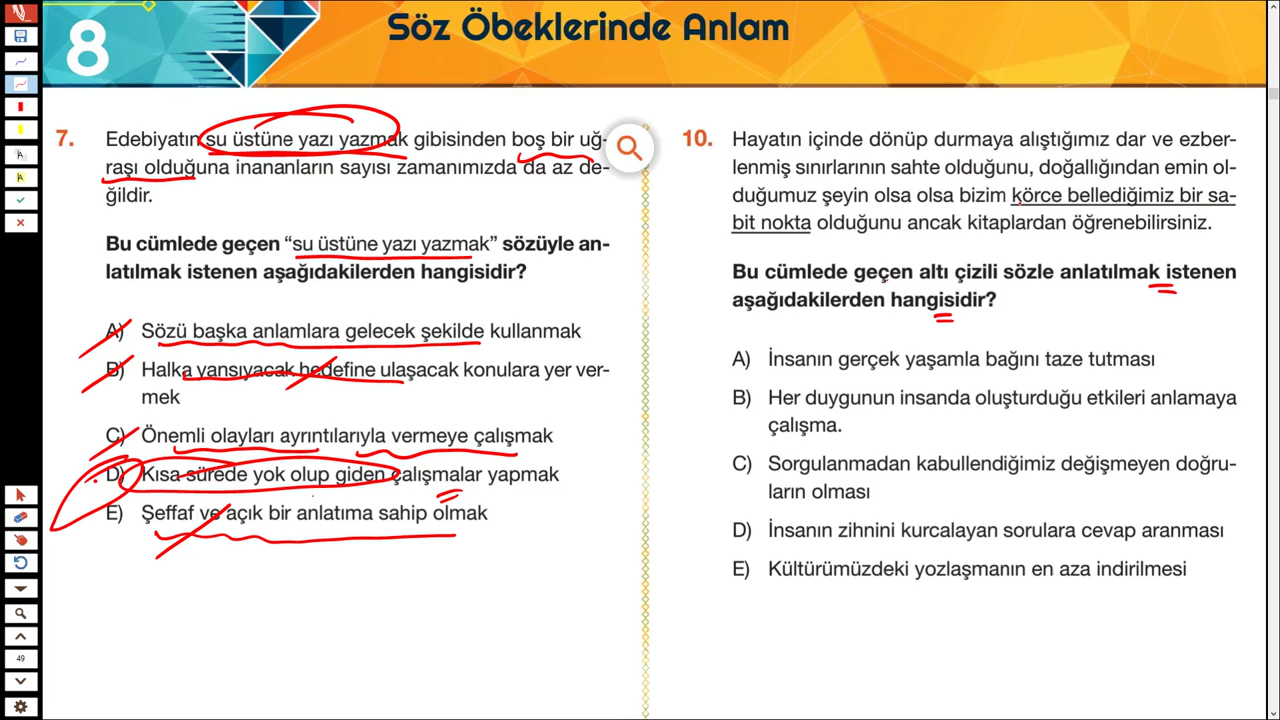 8
Söz Öbeklerinde Anlam
7. Edebiyatın su üstüne yazı yazmak gibisinden boş bir uğ-
raşı olduğuna inananların sayısı zamanımızda da az de-
ğildir.
Bu cümlede geçen “su üstüne yazı yazmak” sözüyle an-
latılmak istenen aşağıdakilerden hangisidir?
A) Sözü başka anlamlara gelecek şekilde kullanmak
B) Halka yansıyacak hedefine ulaşacak konulara yer ver-
mek
C) Önemli olayları ayrıntılarıyla vermeye çalışmak
D) Kısa sürede yok olup giden çalışmalar yapmak
E) Şeffaf ve açık bir anlatıma sahip olmak
10. Hayatın içinde dönüp durmaya alıştığımız dar ve ezber-
lenmiş sınırlarının sahte olduğunu, doğallığından emin ol-
duğumuz şeyin olsa olsa bizim körce bellediğimiz bir sa-
bit nokta olduğunu ancak kitaplardan öğrenebilirsiniz.
Bu cümlede geçen altı çizili sözle anlatılmak istenen
aşağıdakilerden hangisidir?
A) İnsanın gerçek yaşamla bağını taze tutması
B) Her duygunun insanda oluşturduğu etkileri anlamaya
çalışma.
C) Sorgulanmadan kabullendiğimiz değişmeyen doğru-
ların olması
D) İnsanın zihnini kurcalayan sorulara cevap aranması
E) Kültürümüzdeki yozlaşmanın en aza indirilmesi
49